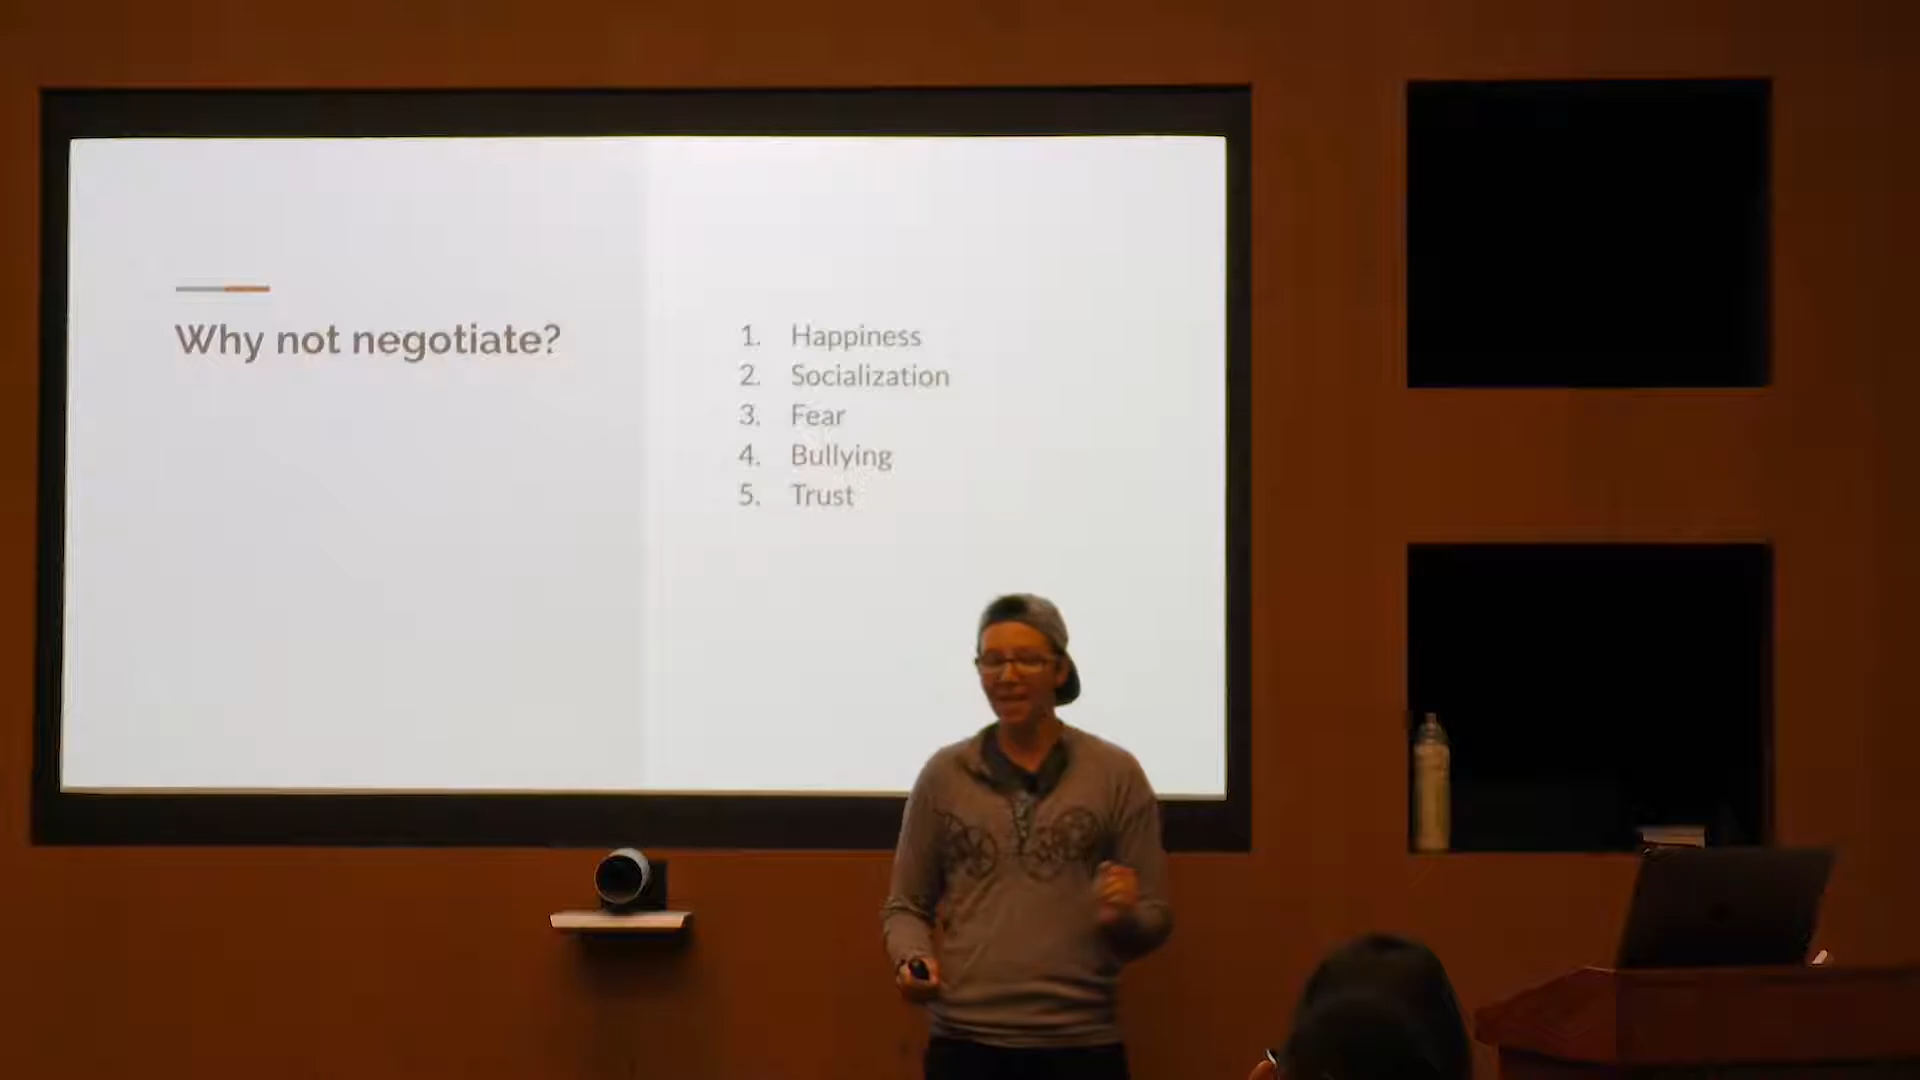 Why not negotiate?
1. Happiness
2. Socialization
3. Fear
4. Bullying
5. Trust